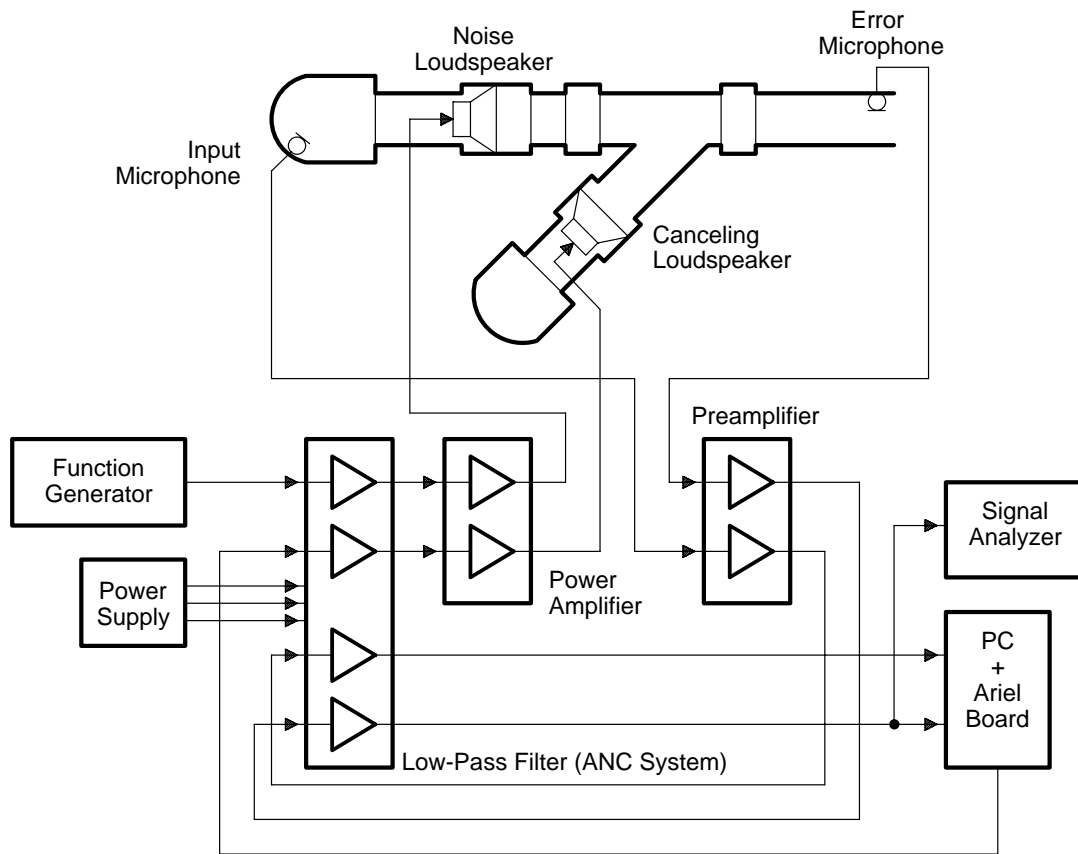 Noise
Loudspeaker
Error
Microphone
Input
Microphone
Canceling
Loudspeaker
Preamplifier
Function
Generator
Signal
Analyzer
Power
Supply
Power
Amplifier
PC
+
Ariel
Board
Low-Pass Filter (ANC System)